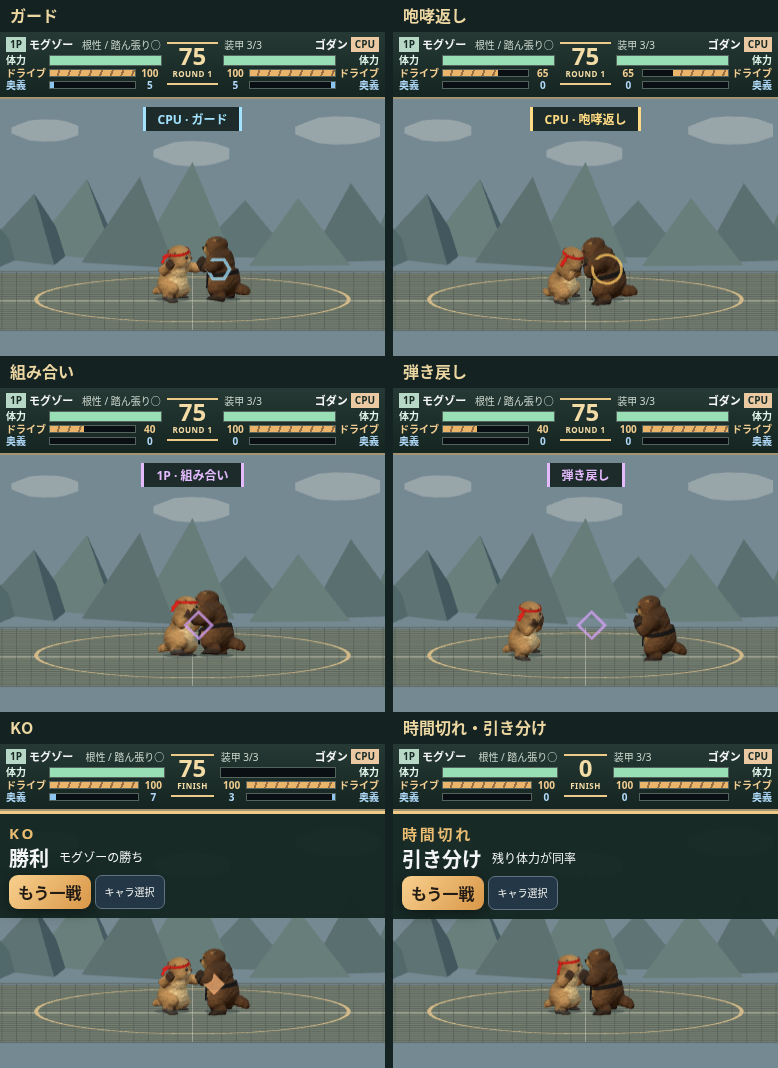 ガード
1P モグゾー 根性 / 踏ん張り○ 75 装甲 3/3 ゴダン CPU
体力 ROUND 1 体力
ドライブ 100 100 ドライブ
奥義 5 5 奥義
CPU · ガード
咆哮返し
1P モグゾー 根性 / 踏ん張り○ 75 装甲 3/3 ゴダン CPU
体力 ROUND 1 体力
ドライブ 65 65 ドライブ
奥義 0 0 奥義
CPU · 咆哮返し
組み合い
1P モグゾー 根性 / 踏ん張り○ 75 装甲 3/3 ゴダン CPU
体力 ROUND 1 体力
ドライブ 40 100 ドライブ
奥義 0 0 奥義
1P · 組み合い
弾き戻し
1P モグゾー 根性 / 踏ん張り○ 75 装甲 3/3 ゴダン CPU
体力 ROUND 1 体力
ドライブ 40 100 ドライブ
奥義 0 0 奥義
弾き戻し
KO
1P モグゾー 根性 / 踏ん張り○ 75 装甲 3/3 ゴダン CPU
体力 FINISH 体力
ドライブ 100 100 ドライブ
奥義 7 3 奥義
KO
勝利 モグゾーの勝ち
もう一戦 キャラ選択
時間切れ・引き分け
1P モグゾー 根性 / 踏ん張り○ 0 装甲 3/3 ゴダン CPU
体力 FINISH 体力
ドライブ 100 100 ドライブ
奥義 0 0 奥義
時間切れ
引き分け 残り体力が同率
もう一戦 キャラ選択